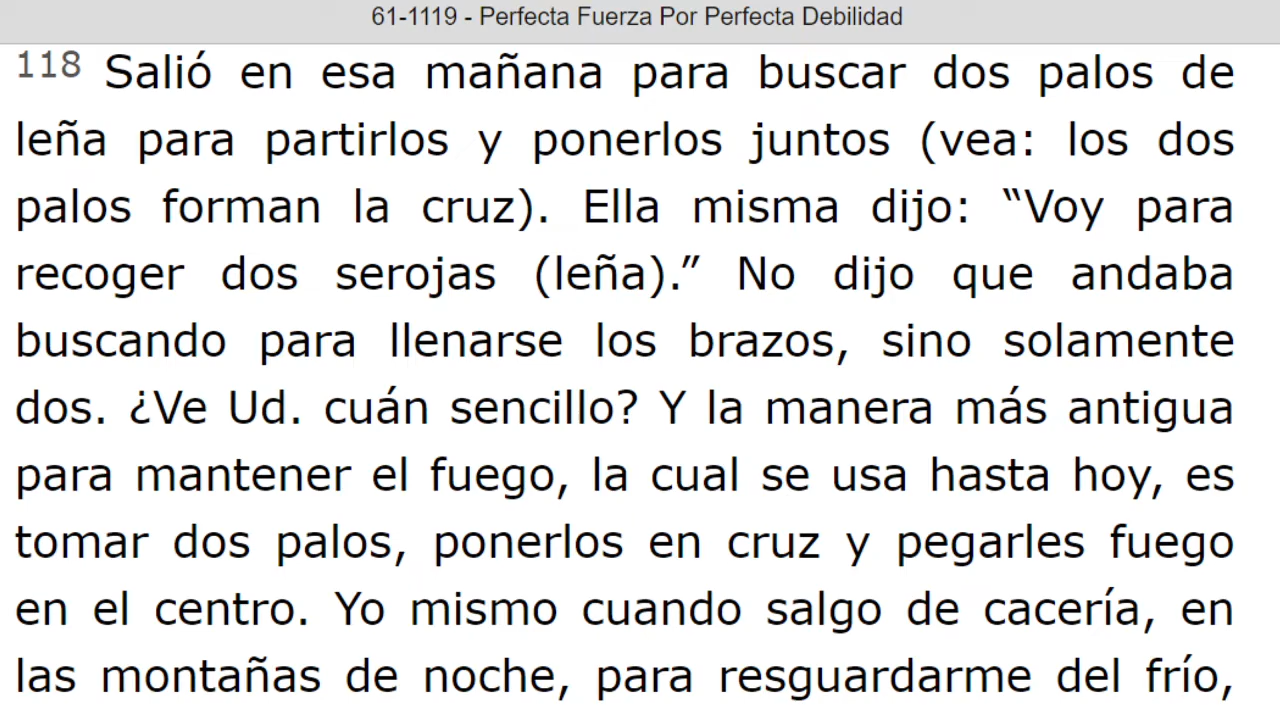 61-1119 - Perfecta Fuerza Por Perfecta Debilidad
118 Salió en esa mañana para buscar dos palos de
leña para partirlos y ponerlos juntos (vea: los dos
palos forman la cruz). Ella misma dijo: “Voy para
recoger dos serojas (leña).” No dijo que andaba
buscando para llenarse los brazos, sino solamente
dos. ¿Ve Ud. cuán sencillo? Y la manera más antigua
para mantener el fuego, la cual se usa hasta hoy, es
tomar dos palos, ponerlos en cruz y pegarles fuego
en el centro. Yo mismo cuando salgo de cacería, en
las montañas de noche, para resguardarme del frío,